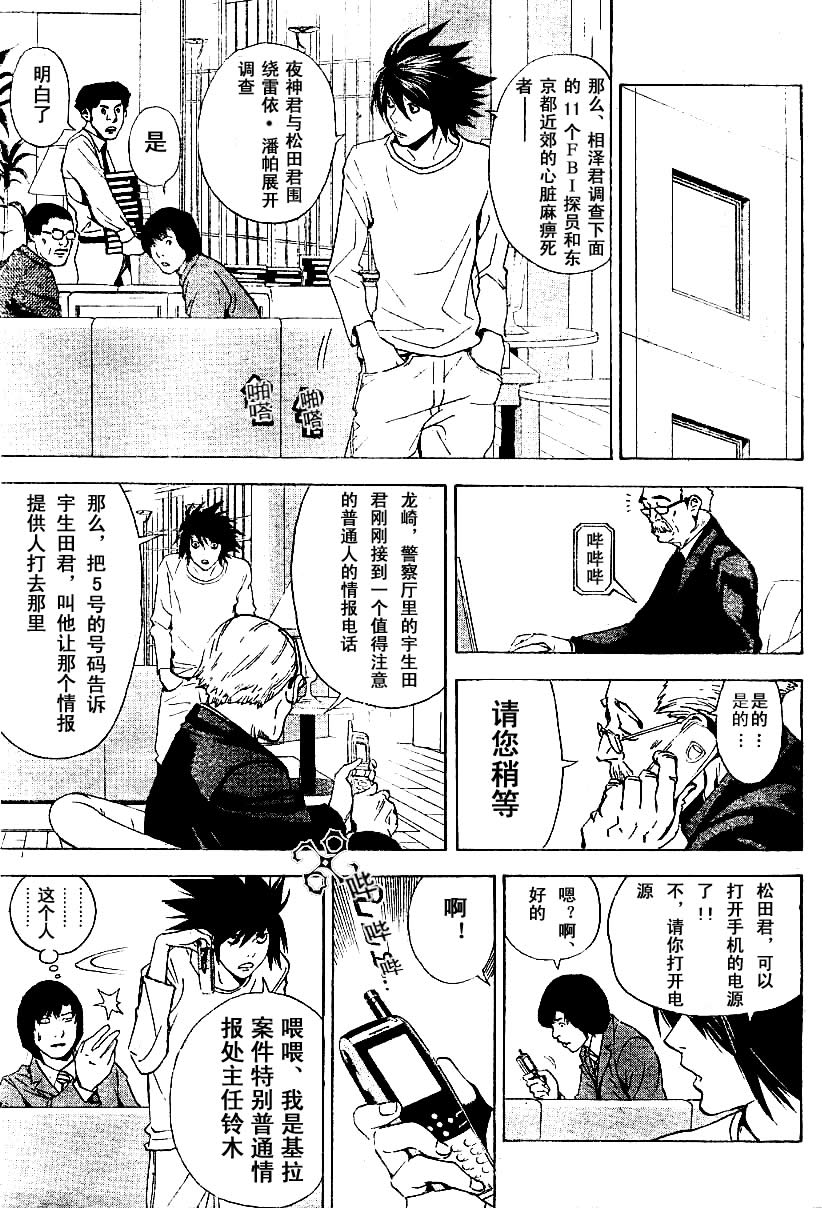 那么、相泽君调查下面
的11个FBI探员和东
京都近郊的心脏麻痹死
者——
夜神君与松田君围
绕雷依·潘帕展开
调查
是
明白了
啪嗒
啪嗒
哔哔哔
是的…
是的…
请您稍等
龙崎，警察厅里的宇生田
君刚刚接到一个值得注意
的普通人的情报电话
那么，把5号的号码告诉
宇生田君，叫他让那个情报
提供人打去那里
松田君，可以
打开手机的电源
了!!
不，请你打开电
源
嗯？啊、
好的
啊！
哔
喂喂、我是基拉
案件特别普通情
报处主任铃木
………
这个人
………